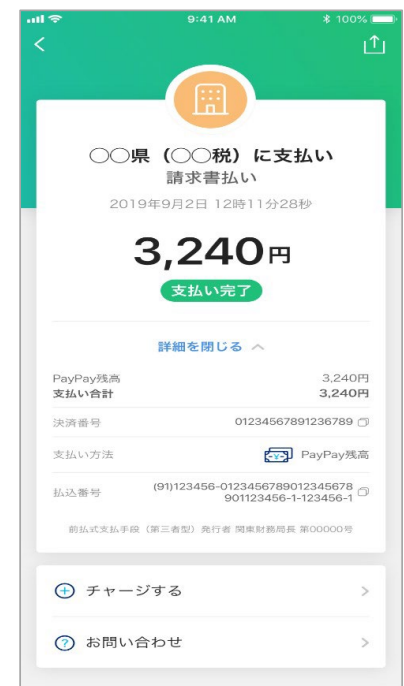 9:41 AM
100%
○○県（○○税）に支払い
請求書払い
2019年9月2日 12時11分28秒
3,240円
支払い完了
詳細を閉じる
PayPay残高 3,240円
支払い合計 3,240円
決済番号 01234567891236789
支払い方法 PayPay残高
払込番号 (91)123456-0123456789012345678
901123456-1-123456-1
前払式支払手段（第三者型）発行者 関東財務局長 第00000号
チャージする
お問い合わせ